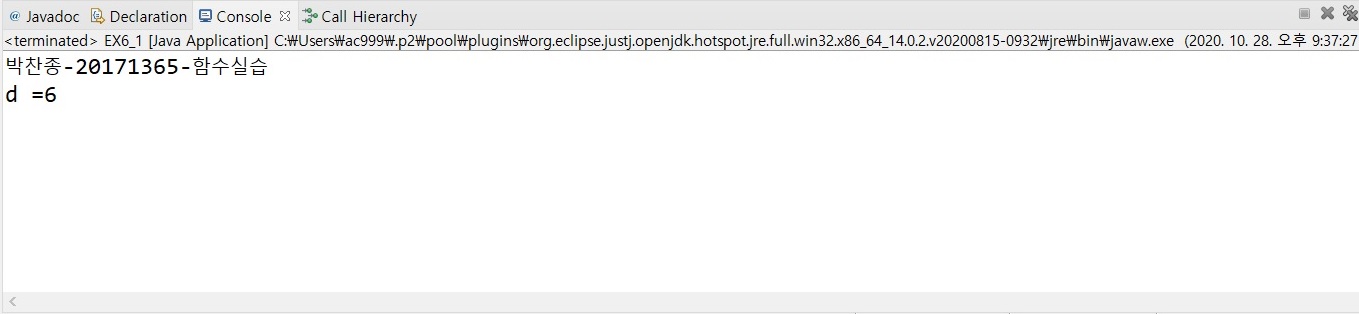 @ Javadoc Declaration Console Call Hierarchy
<terminated> EX6_1 [Java Application] C:₩Users₩ac999₩.p2₩pool₩plugins₩org.eclipse.justj.openjdk.hotspot.jre.full.win32.x86_64_14.0.2.v20200815-0932₩jre₩bin₩javaw.exe (2020. 10. 28. 오후 9:37:27
박찬종-20171365-함수실습
d =6